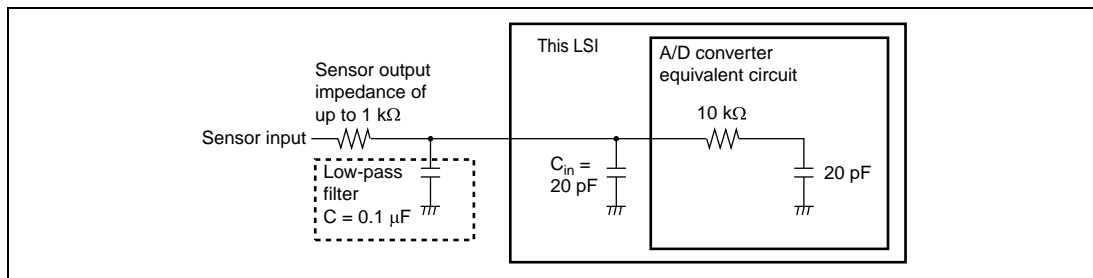 This LSI
A/D converter
equivalent circuit
Sensor output
impedance of
up to 1 kΩ
10 kΩ
Sensor input
Low-pass
filter
C = 0.1 μF
Cin =
20 pF
20 pF